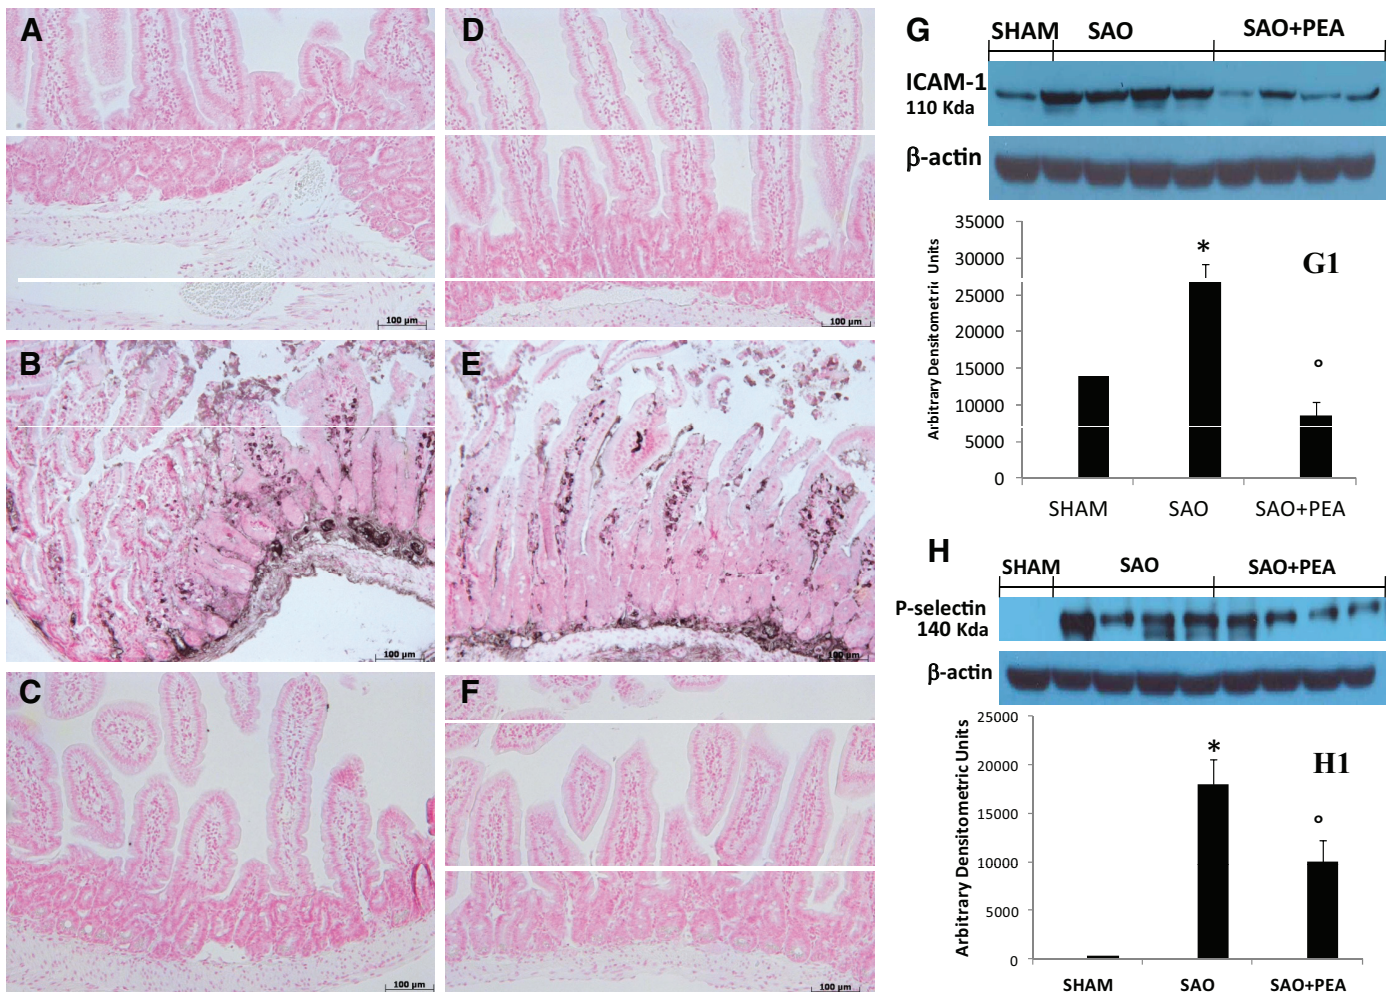 A
100 µm
B
100 µm
C
100 µm
D
100 µm
E
100 µm
F
100 µm
G
SHAM SAO SAO+PEA
ICAM-1
110 Kda
β-actin
Arbitrary Densitometric Units
35000
30000
25000
20000
15000
10000
5000
0
*
°
G1
SHAM SAO SAO+PEA
H
SHAM SAO SAO+PEA
P-selectin
140 Kda
β-actin
Arbitrary Densitometric Units
25000
20000
15000
10000
5000
0
*
°
H1
SHAM SAO SAO+PEA